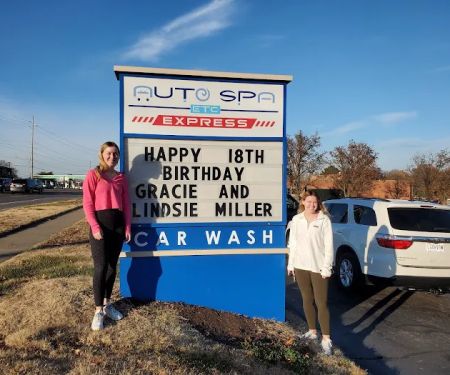 AUTO SPA
ETC
EXPRESS
HAPPY 18TH
BIRTHDAY
GRACIE AND
LINDSIE MILLER
CAR WASH